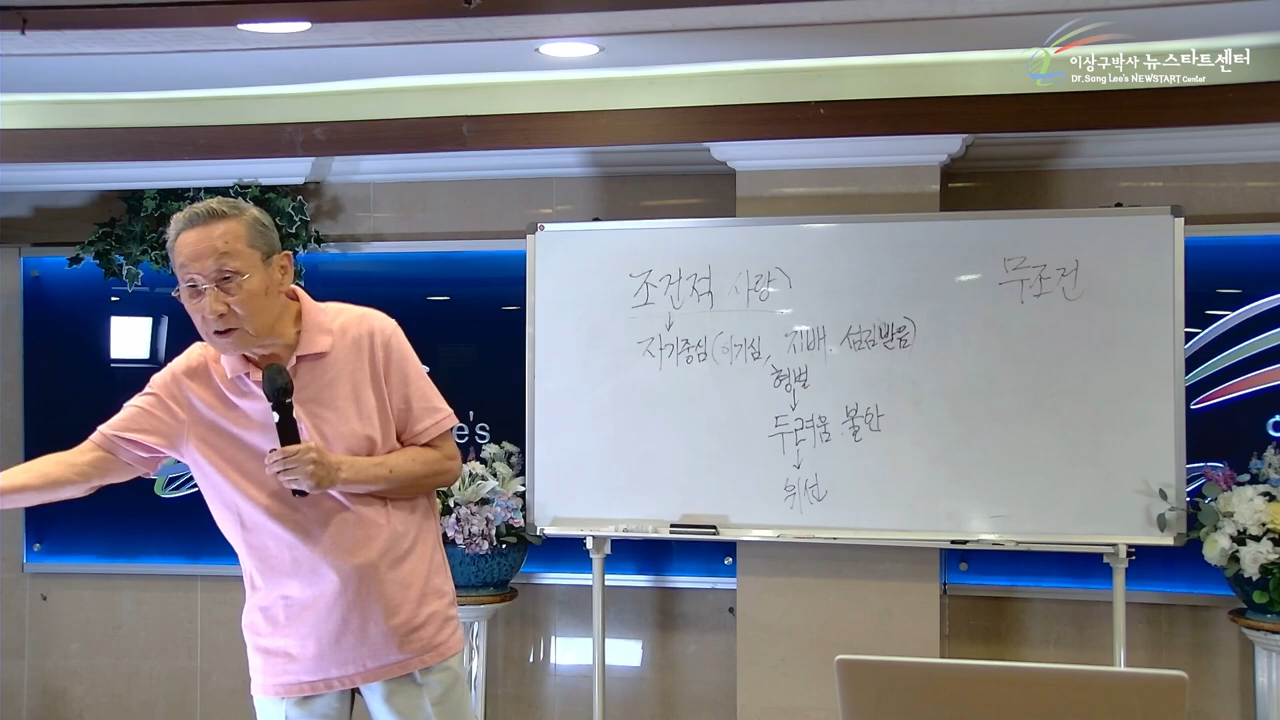 이상구박사 뉴스타트센터
Dr. Sang Lee's NEWSTART Center
조건적 사랑
무조건
자기중심(이기심, 지배. 섬김받음)
형벌
두려움 불안
위선
e's